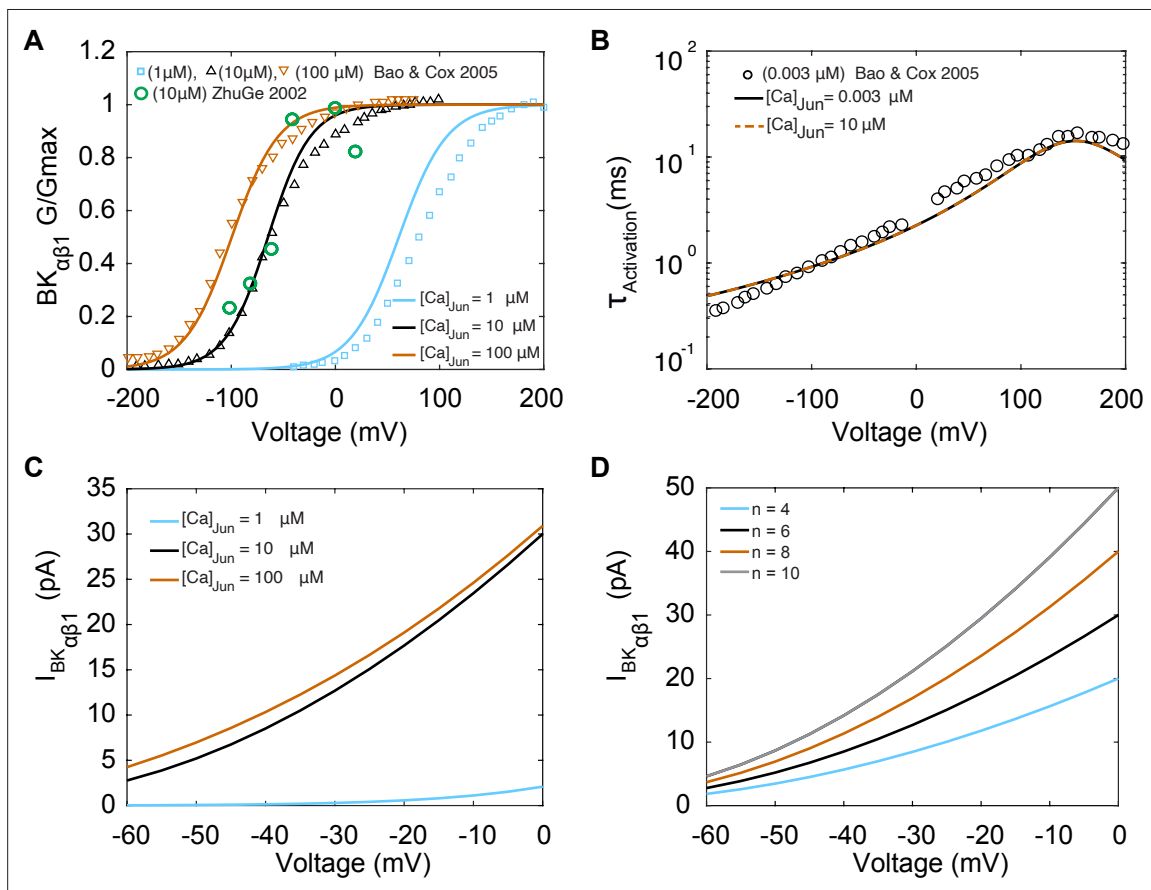 A
BK αβ1 G/Gmax
1.2
1
0.8
0.6
0.4
0.2
0
(1μM), (10μM), (100 μM) Bao & Cox 2005
(10μM) ZhuGe 2002
[Ca]Jun = 1 μM
[Ca]Jun = 10 μM
[Ca]Jun = 100 μM
-200 -100 0 100 200
Voltage (mV)
B
τActivation(ms)
10^2
10^1
10^0
10^-1
(0.003 μM) Bao & Cox 2005
[Ca]Jun = 0.003 μM
[Ca]Jun = 10 μM
-200 -100 0 100 200
Voltage (mV)
C
IBKαβ1 (pA)
35
30
25
20
15
10
5
0
[Ca]Jun = 1 μM
[Ca]Jun = 10 μM
[Ca]Jun = 100 μM
-60 -50 -40 -30 -20 -10 0
Voltage (mV)
D
IBKαβ1 (pA)
50
40
30
20
10
0
n = 4
n = 6
n = 8
n = 10
-60 -50 -40 -30 -20 -10 0
Voltage (mV)